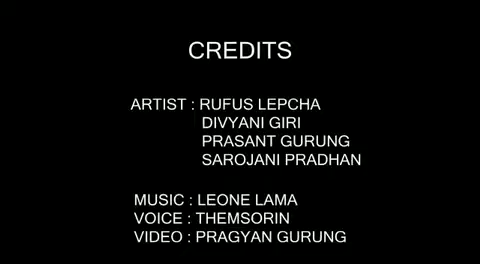 CREDITS
ARTIST : RUFUS LEPCHA
DIVYANI GIRI
PRASANT GURUNG
SAROJANI PRADHAN
MUSIC : LEONE LAMA
VOICE : THEMSORIN
VIDEO : PRAGYAN GURUNG